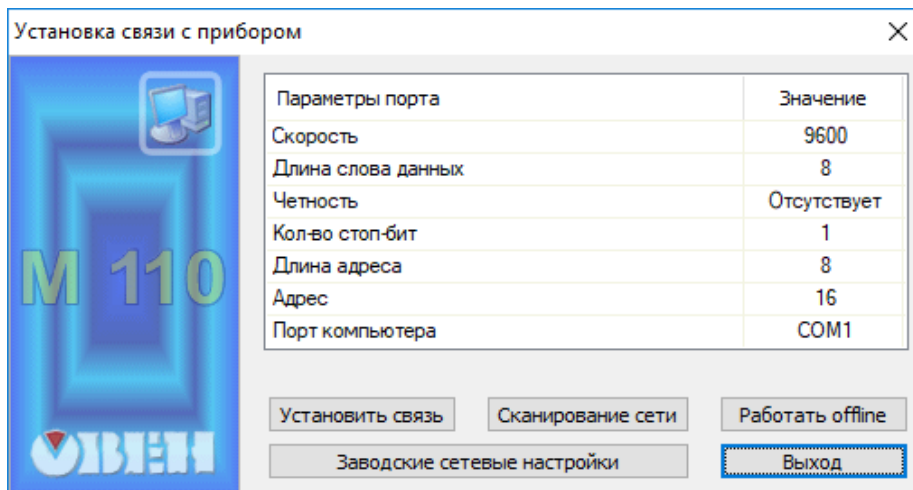 Установка связи с прибором
М 110
ОВЕН
Параметры порта Значение
Скорость 9600
Длина слова данных 8
Четность Отсутствует
Кол-во стоп-бит 1
Длина адреса 8
Адрес 16
Порт компьютера COM1
Установить связь Сканирование сети Работать offline
Заводские сетевые настройки Выход